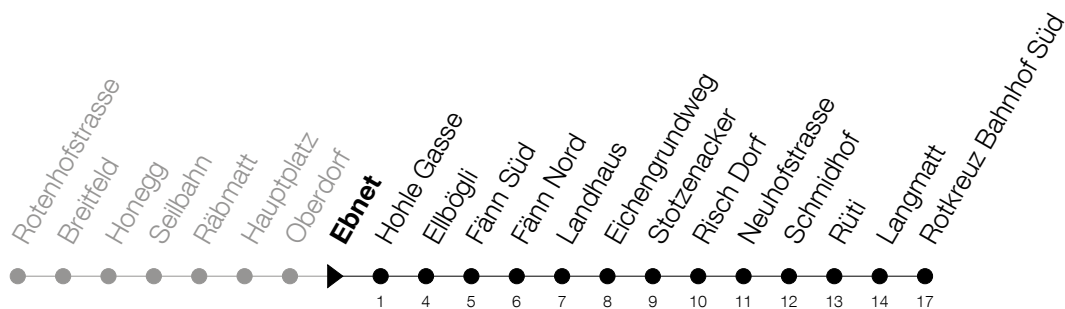 Rotenhofstrasse
Breitfeld
Honegg
Seilbahn
Räbmatt
Hauptplatz
Oberdorf
Ebnet
Hohle Gasse
Ellbögli
Fänn Süd
Fänn Nord
Landhaus
Eichengrundweg
Stotzenacker
Risch Dorf
Neuhofstrasse
Schmidhof
Rüti
Langmatt
Rotkreuz Bahnhof Süd
1 4 5 6 7 8 9 10 11 12 13 14 17